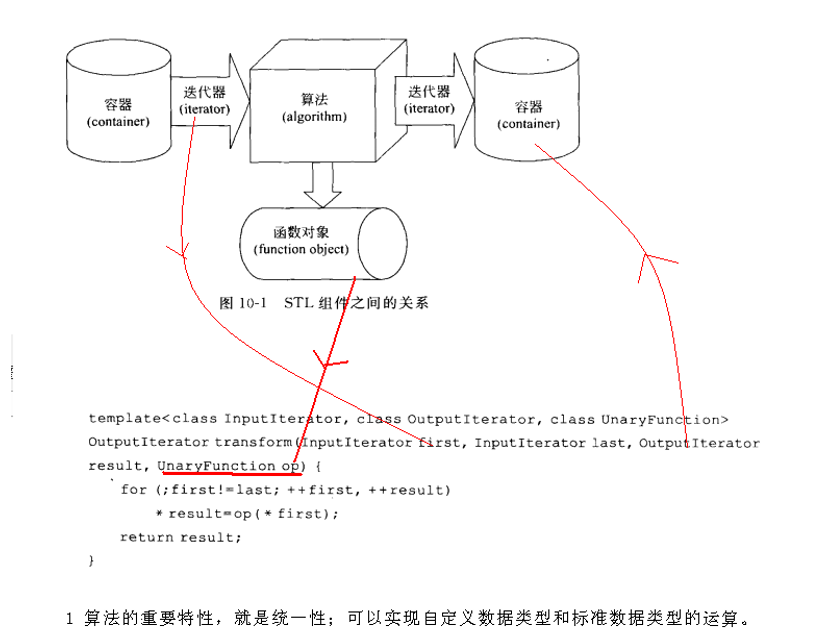 容器
(container)
迭代器
(iterator)
算法
(algorithm)
迭代器
(iterator)
容器
(container)
函数对象
(function object)
图 10-1 STL 组件之间的关系
template<class InputIterator, class OutputIterator, class UnaryFunction>
OutputIterator transform(InputIterator first, InputIterator last, OutputIterator
result, UnaryFunction op) {
for (;first!=last; ++first, ++result)
* result=op(* first);
return result;
}
1 算法的重要特性，就是统一性；可以实现自定义数据类型和标准数据类型的运算。